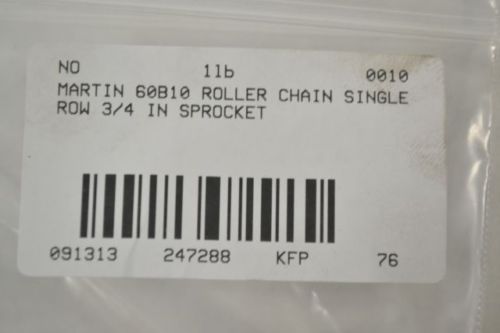 NO 1lb 0010
MARTIN 60B10 ROLLER CHAIN SINGLE
ROW 3/4 IN SPROCKET
091313 247288 KFP 76